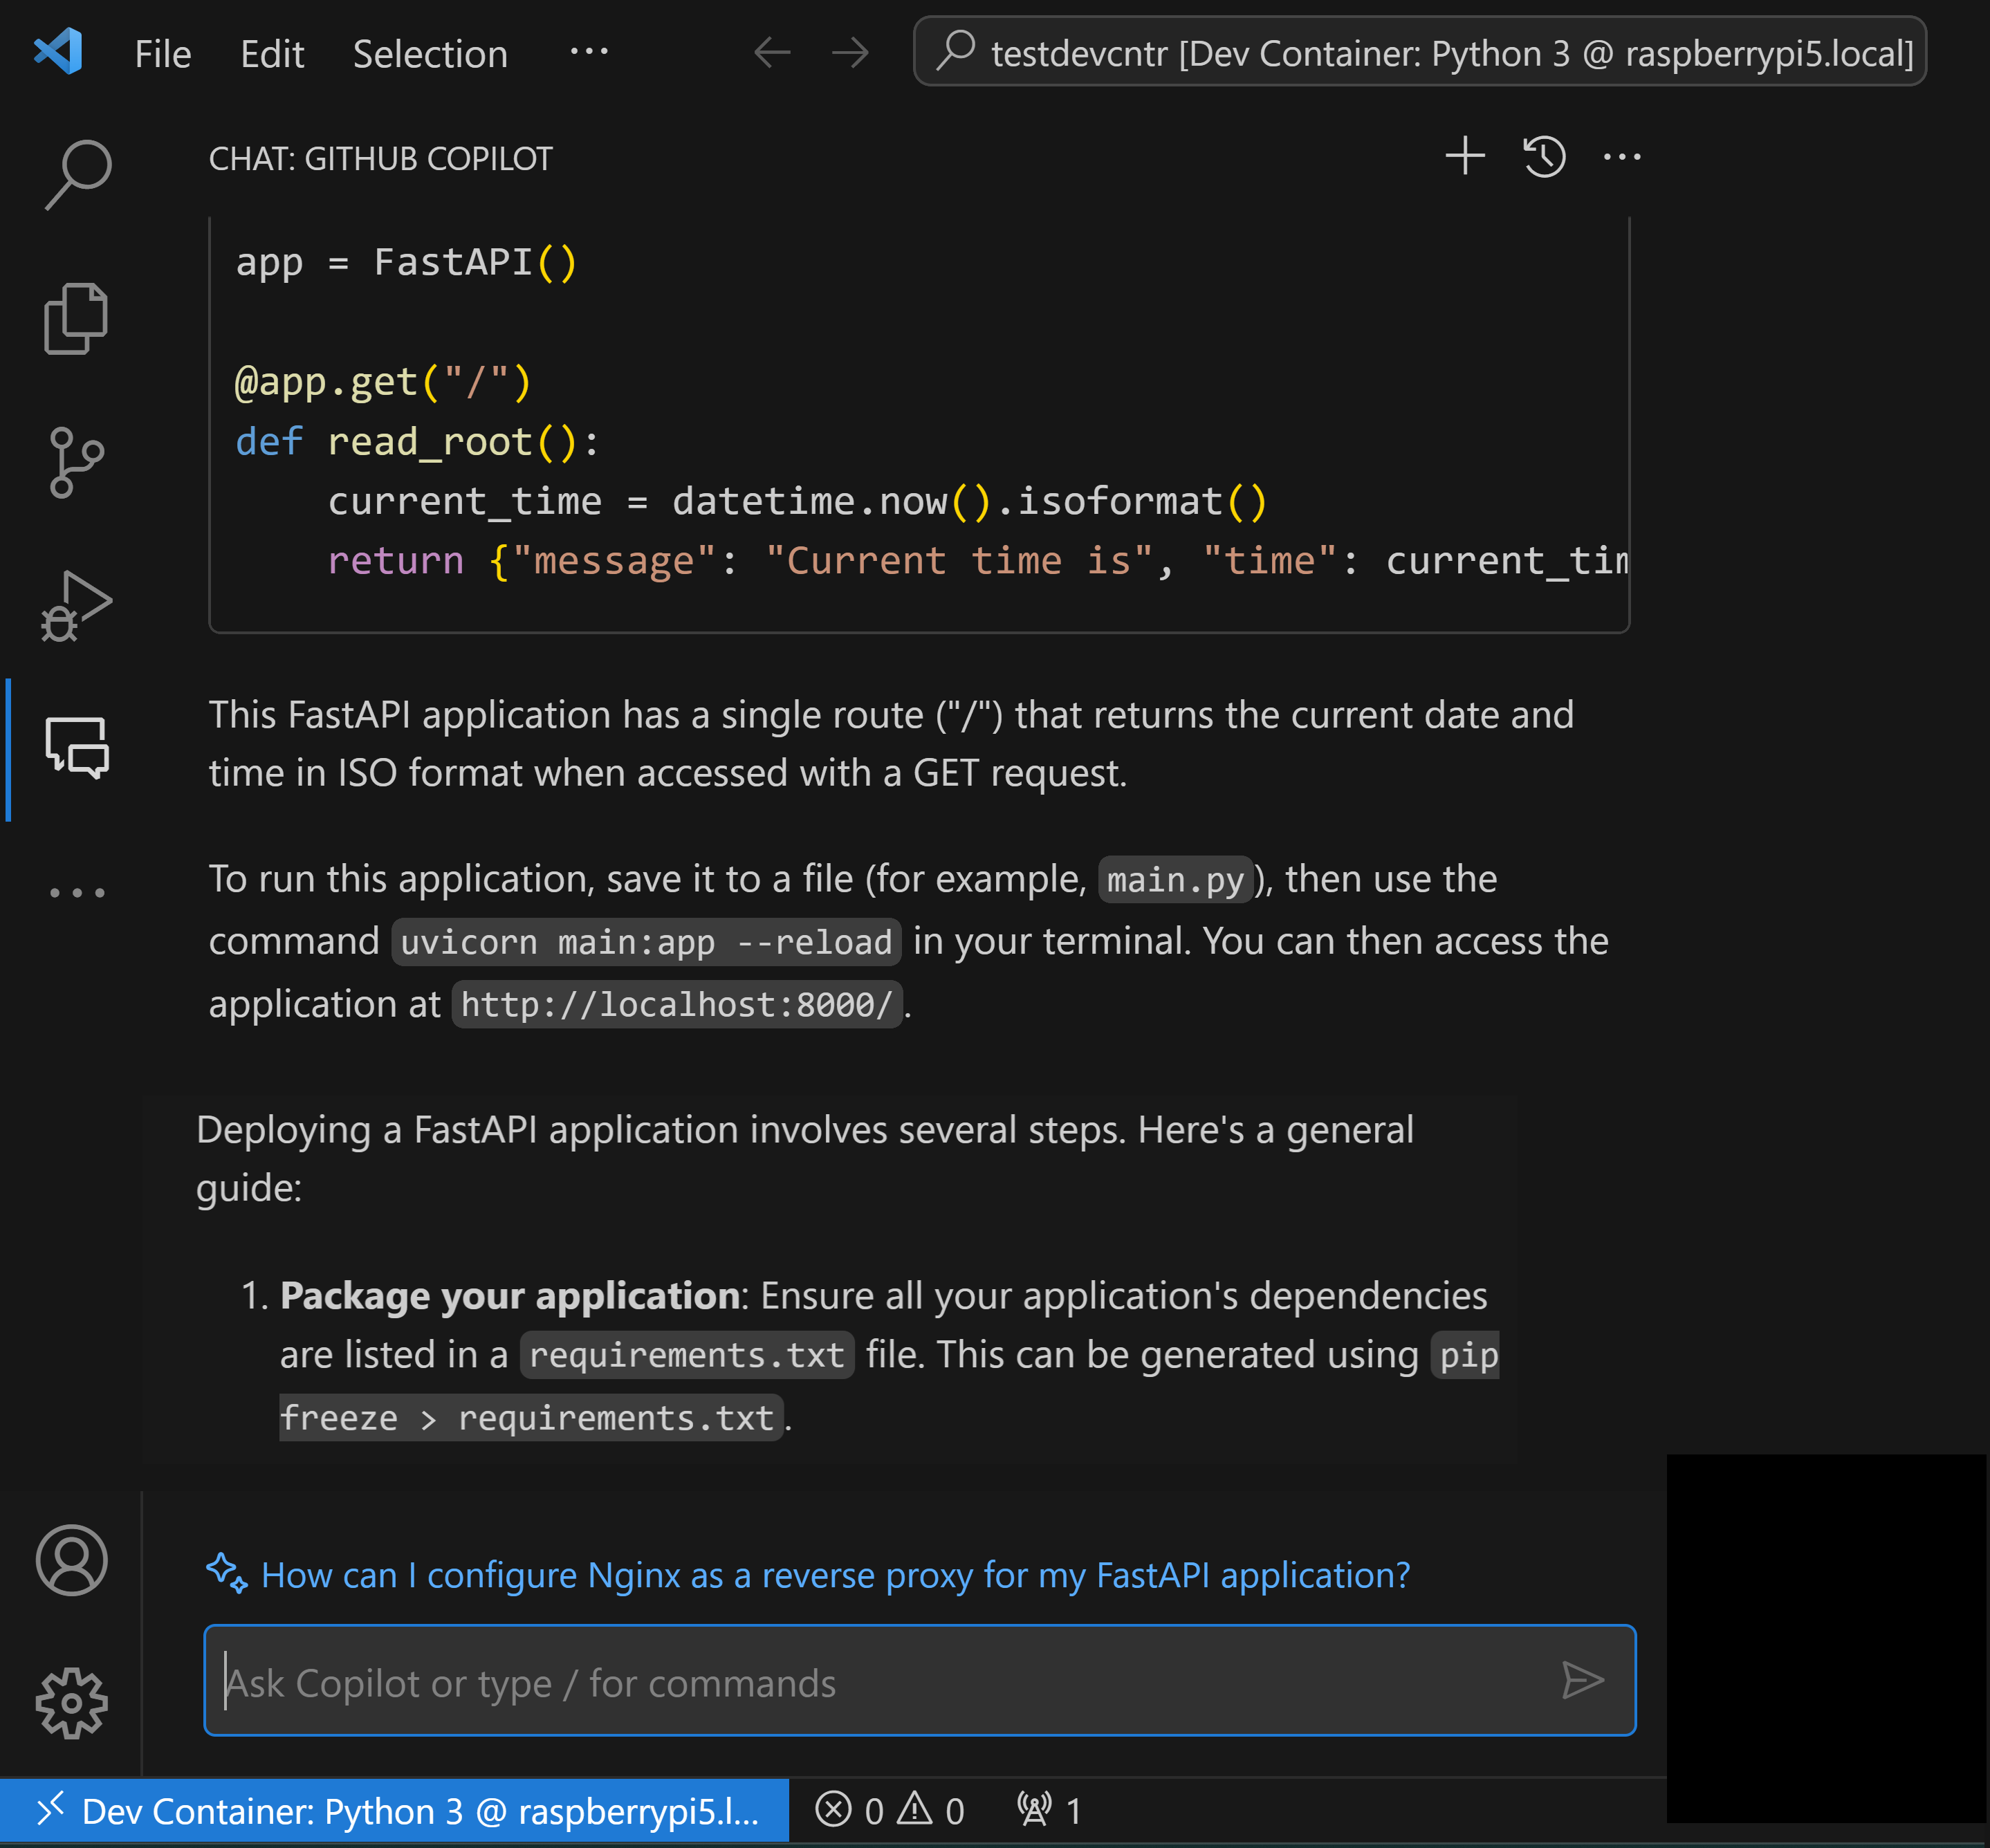 File Edit Selection ··· testdevcntr [Dev Container: Python 3 @ raspberrypi5.local]
CHAT: GITHUB COPILOT
app = FastAPI()
@app.get("/")
def read_root():
    current_time = datetime.now().isoformat()
    return {"message": "Current time is", "time": current_tim
This FastAPI application has a single route ("/") that returns the current date and
time in ISO format when accessed with a GET request.
To run this application, save it to a file (for example, main.py), then use the
command uvicorn main:app --reload in your terminal. You can then access the
application at http://localhost:8000/.
Deploying a FastAPI application involves several steps. Here's a general
guide:
1. Package your application: Ensure all your application's dependencies
are listed in a requirements.txt file. This can be generated using pip
freeze > requirements.txt.
How can I configure Nginx as a reverse proxy for my FastAPI application?
Ask Copilot or type / for commands
Dev Container: Python 3 @ raspberrypi5.l... 0 0 1